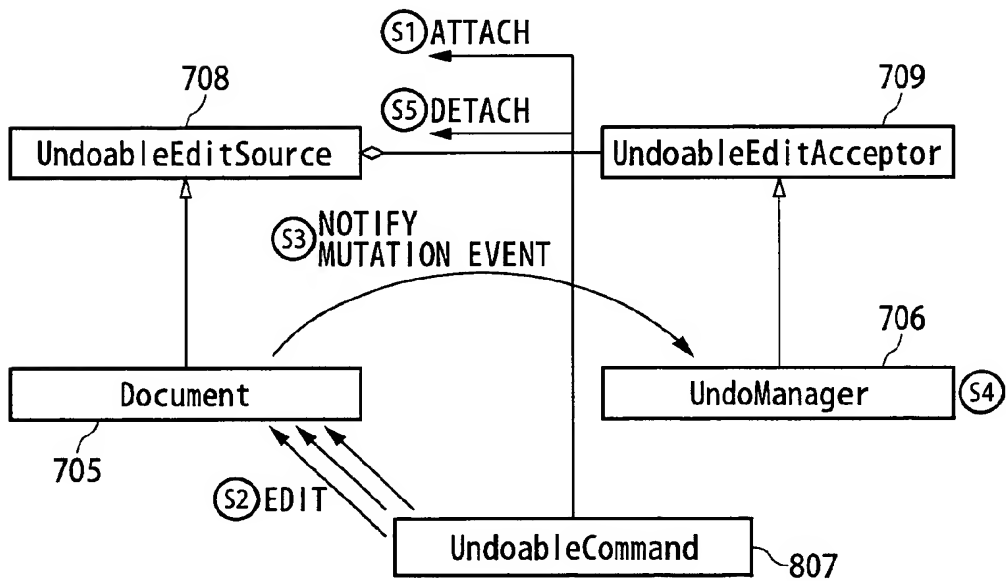 S1 ATTACH
708
709
S5 DETACH
UndoableEditSource
UndoableEditAcceptor
S3 NOTIFY
MUTATION EVENT
706
Document
UndoManager
S4
705
S2 EDIT
UndoableCommand
807